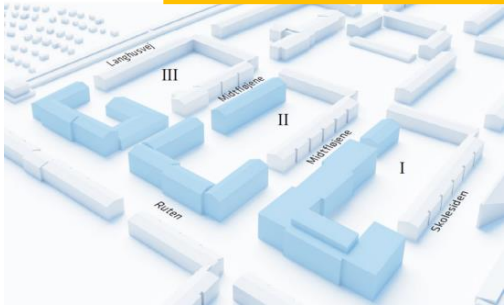 Langhusvej
III
Midtfløjene
II
Midtfløjene
I
Ruten
Skolesiden